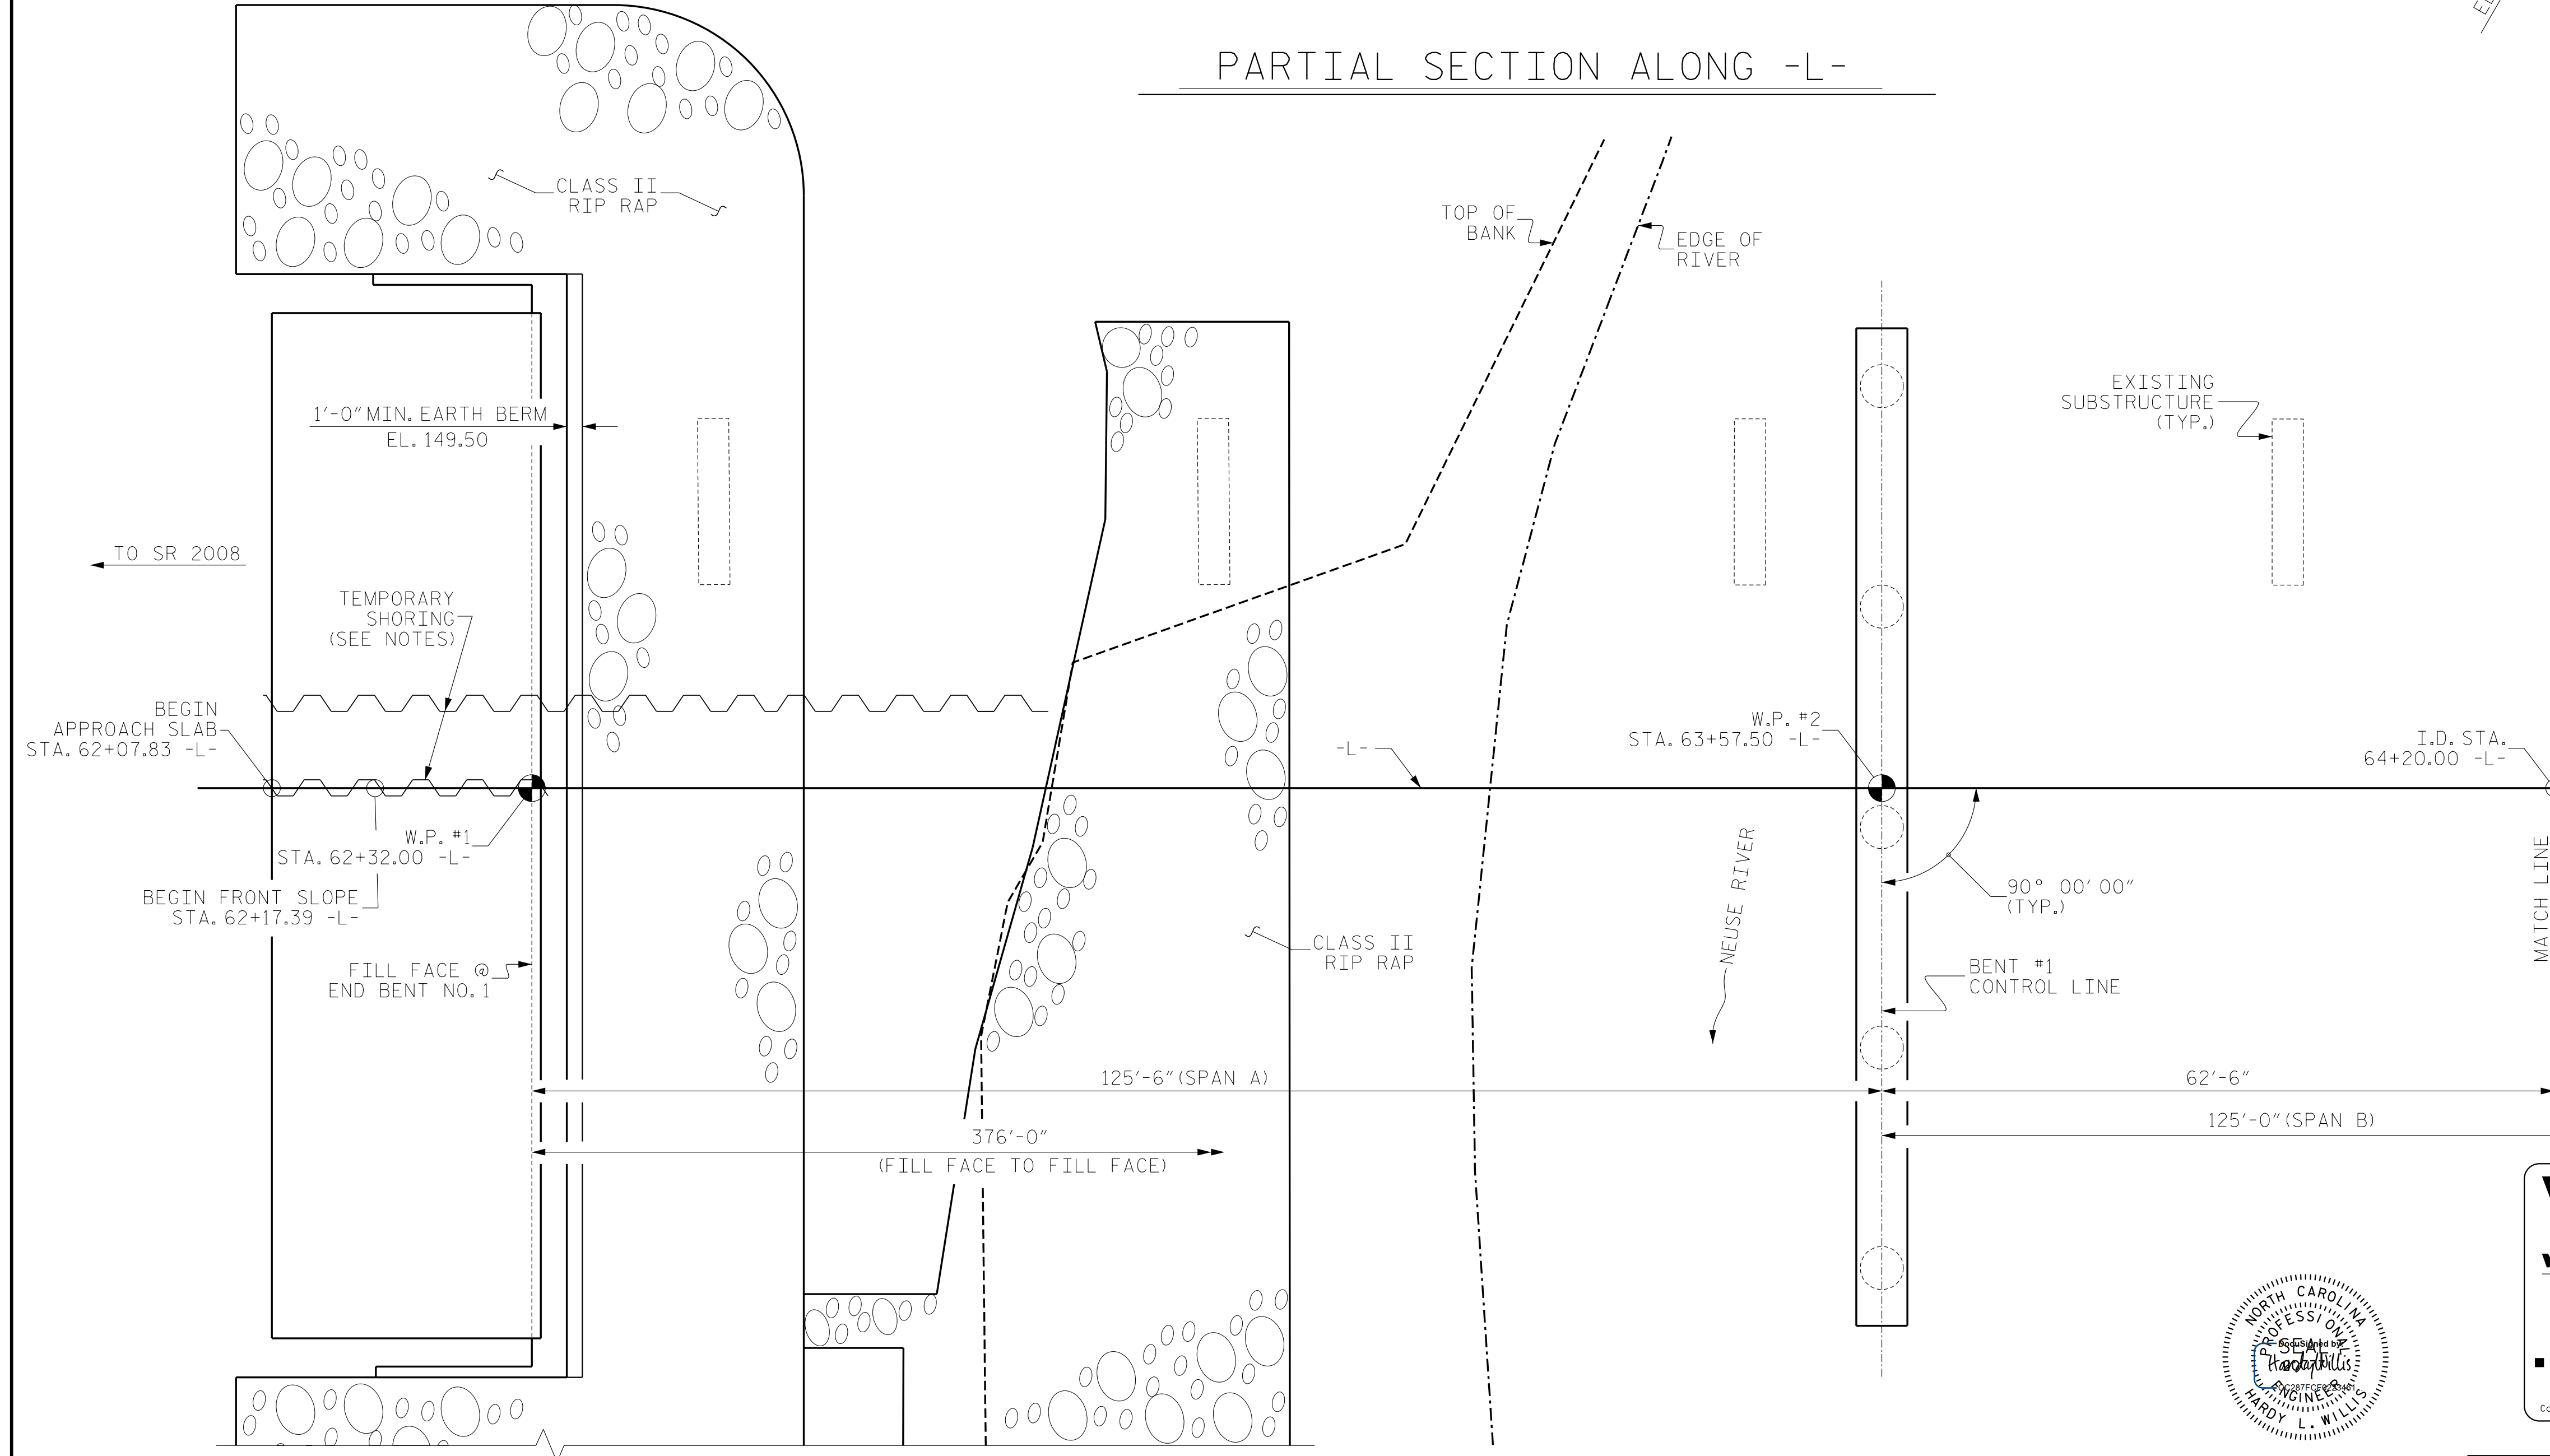 PARTIAL SECTION ALONG -L-
CLASS II
RIP RAP
TOP OF
BANK
EDGE OF
RIVER
EXISTING
SUBSTRUCTURE
(TYP.)
1'-0" MIN. EARTH BERM
EL. 149.50
TO SR 2008
TEMPORARY
SHORING
(SEE NOTES)
BEGIN
APPROACH SLAB
STA. 62+07.83 -L-
W.P. #2
STA. 63+57.50 -L-
-L-
I.D. STA.
64+20.00 -L-
W.P. #1
STA. 62+32.00 -L-
BEGIN FRONT SLOPE
STA. 62+17.39 -L-
NEUSE RIVER
MATCH LINE
90° 00' 00"
(TYP.)
CLASS II
RIP RAP
FILL FACE @
END BENT NO. 1
BENT #1
CONTROL LINE
125'-6" (SPAN A)
62'-6"
125'-0" (SPAN B)
376'-0"
(FILL FACE TO FILL FACE)
NORTH CAROLINA
PROFESSIONAL
DocuSigned by:
SEAL
Hardy Willis
ENGINEER
HARDY L. WILLIS